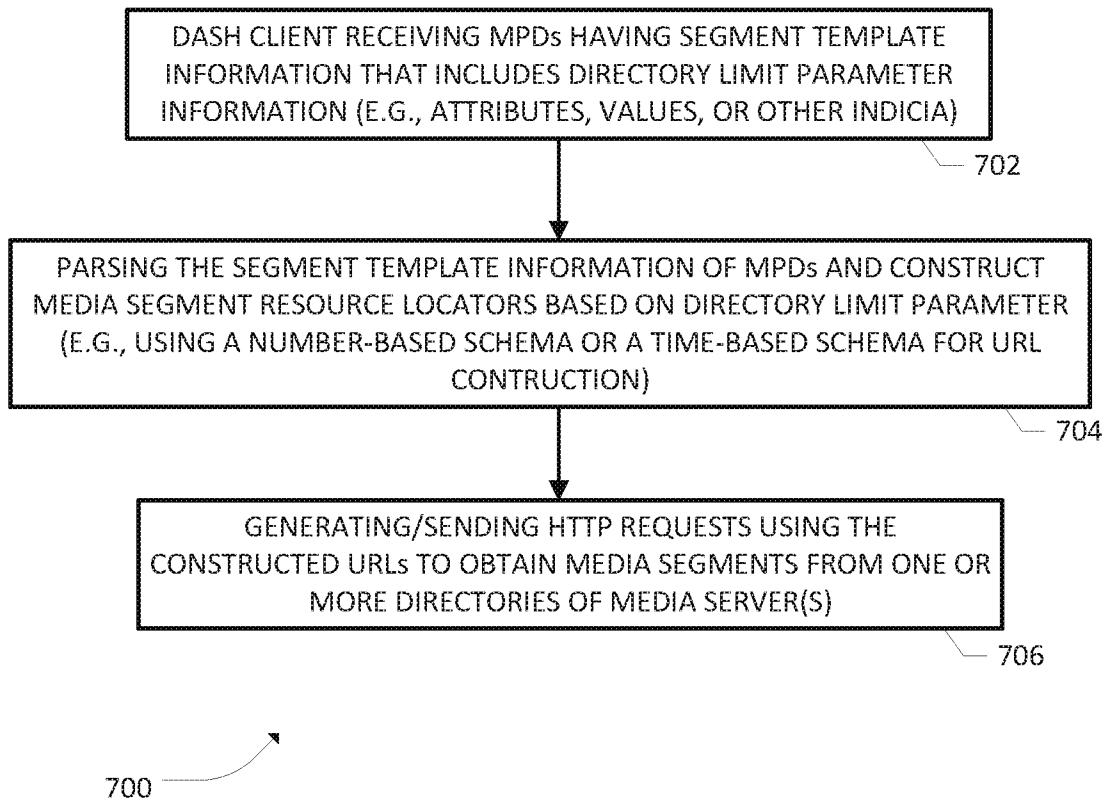 DASH CLIENT RECEIVING MPDs HAVING SEGMENT TEMPLATE
INFORMATION THAT INCLUDES DIRECTORY LIMIT PARAMETER
INFORMATION (E.G., ATTRIBUTES, VALUES, OR OTHER INDICIA)
702
PARSING THE SEGMENT TEMPLATE INFORMATION OF MPDs AND CONSTRUCT
MEDIA SEGMENT RESOURCE LOCATORS BASED ON DIRECTORY LIMIT PARAMETER
(E.G., USING A NUMBER-BASED SCHEMA OR A TIME-BASED SCHEMA FOR URL
CONTRUCTION)
704
GENERATING/SENDING HTTP REQUESTS USING THE
CONSTRUCTED URLs TO OBTAIN MEDIA SEGMENTS FROM ONE OR
MORE DIRECTORIES OF MEDIA SERVER(S)
706
700